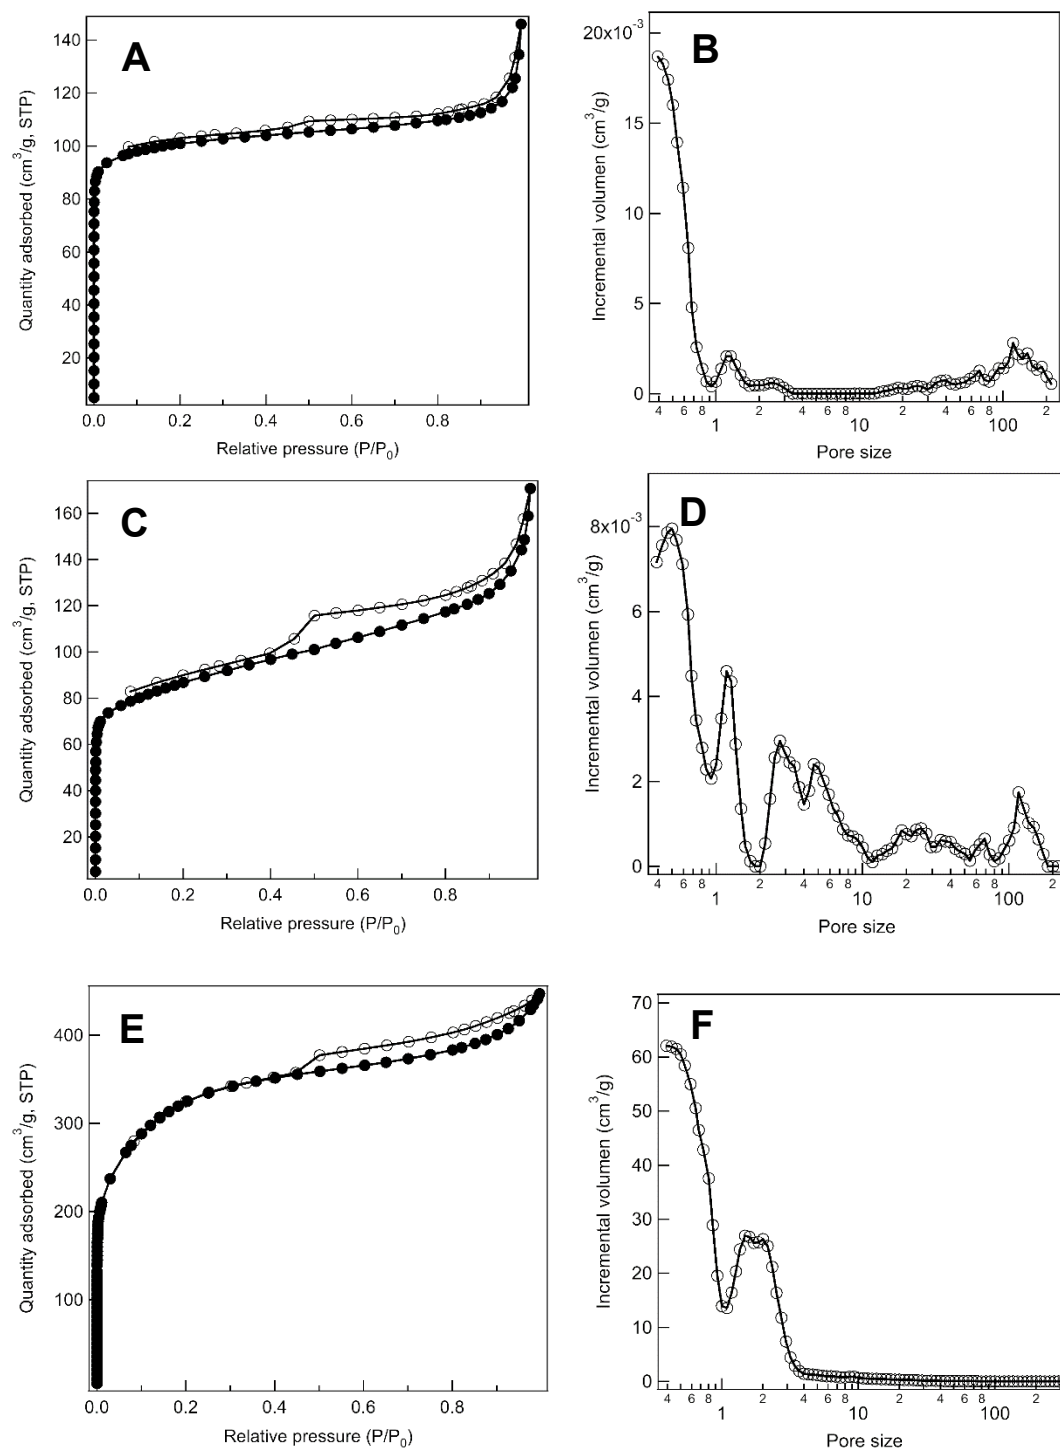 A
Quantity adsorbed (cm³/g, STP)
140
120
100
80
60
40
20
0.0 0.2 0.4 0.6 0.8
Relative pressure (P/P₀)
B
Incremental volumen (cm³/g)
20x10⁻³
15
10
5
0
4 6 8 1 2 4 6 8 10 2 4 6 8 100 2
Pore size
C
Quantity adsorbed (cm³/g, STP)
160
140
120
100
80
60
40
20
0.0 0.2 0.4 0.6 0.8
Relative pressure (P/P₀)
D
Incremental volumen (cm³/g)
8x10⁻³
6
4
2
0
4 6 8 1 2 4 6 8 10 2 4 6 8 100 2
Pore size
E
Quantity adsorbed (cm³/g, STP)
400
300
200
100
0.0 0.2 0.4 0.6 0.8
Relative pressure (P/P₀)
F
Incremental volumen (cm³/g)
70
60
50
40
30
20
10
0
4 6 8 1 2 4 6 8 10 2 4 6 8 100 2
Pore size